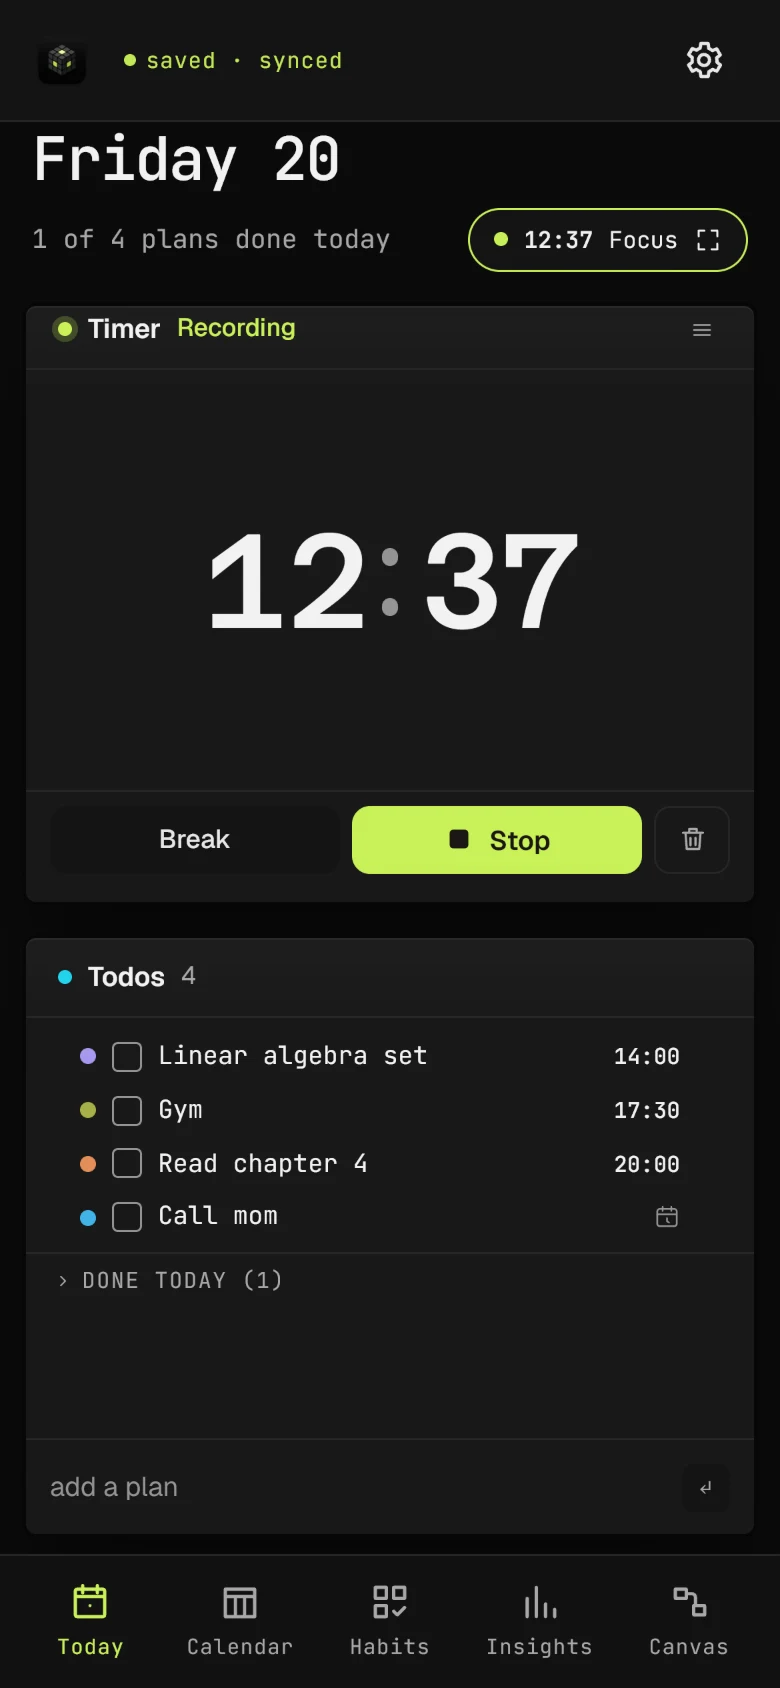 saved · synced
Friday 20
1 of 4 plans done today
12:37 Focus
Timer Recording
12:37
Break
Stop
Todos 4
Linear algebra set 14:00
Gym 17:30
Read chapter 4 20:00
Call mom
DONE TODAY (1)
add a plan
Today Calendar Habits Insights Canvas